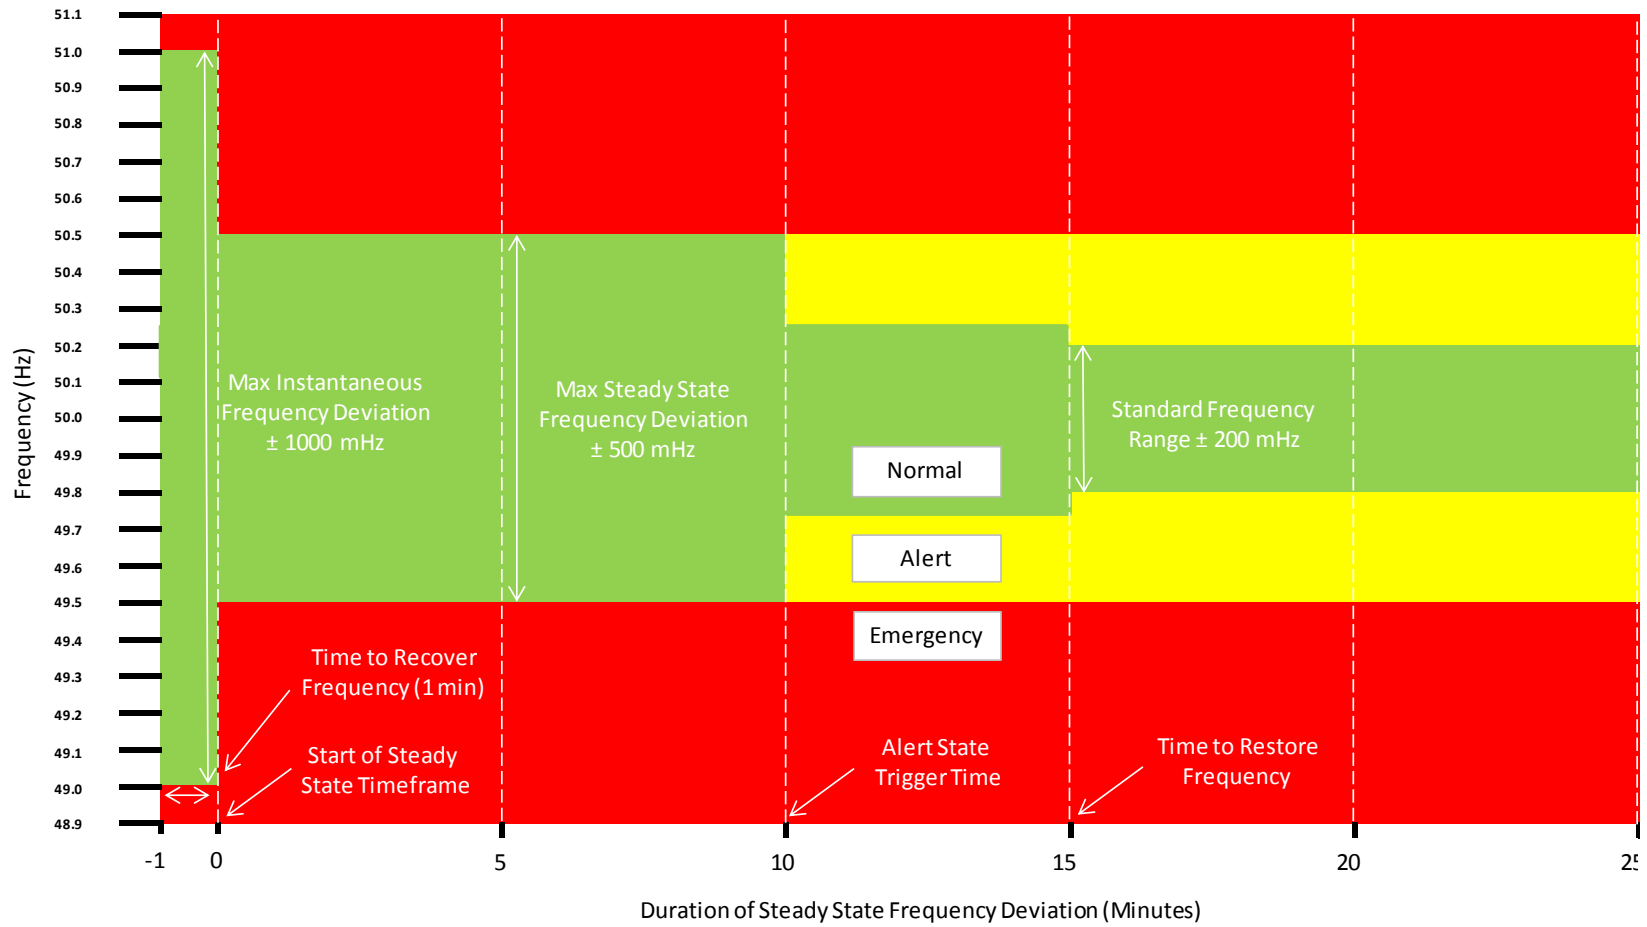 51.1
51.0
50.9
50.8
50.7
50.6
50.5
50.4
50.3
50.2
50.1
50.0
49.9
49.8
49.7
49.6
49.5
49.4
49.3
49.2
49.1
49.0
48.9
Frequency (Hz)
Max Instantaneous
Frequency Deviation
± 1000 mHz
Max Steady State
Frequency Deviation
± 500 mHz
Standard Frequency
Range ± 200 mHz
Normal
Alert
Emergency
Time to Recover
Frequency (1 min)
Start of Steady
State Timeframe
Alert State
Trigger Time
Time to Restore
Frequency
-1 0 5 10 15 20 25
Duration of Steady State Frequency Deviation (Minutes)